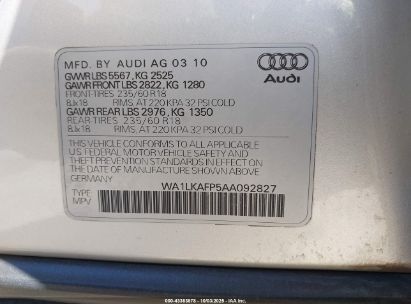 MFD. BY AUDI AG 03 10
GVWR LBS 5567, KG 2525
GAWR FRONT LBS 2822, KG 1280
FRONT-TIRES 235/60 R18
8Jx18 RIMS, AT 220 KPA 32 PSI COLD
GAWR REAR LBS 2976, KG 1350
REAR-TIRES 235/60 R18
8Jx18 RIMS, AT 220 KPA 32 PSI COLD
Audi
THIS VEHICLE CONFORMS TO ALL APPLICABLE
U.S. FEDERAL MOTOR VEHICLE SAFETY AND
THEFT PREVENTION STANDARDS IN EFFECT ON
THE DATE OF MANUFACTURE SHOWN ABOVE
GERMANY
WA1LKAFP5AA092827
TYPE:
MPV